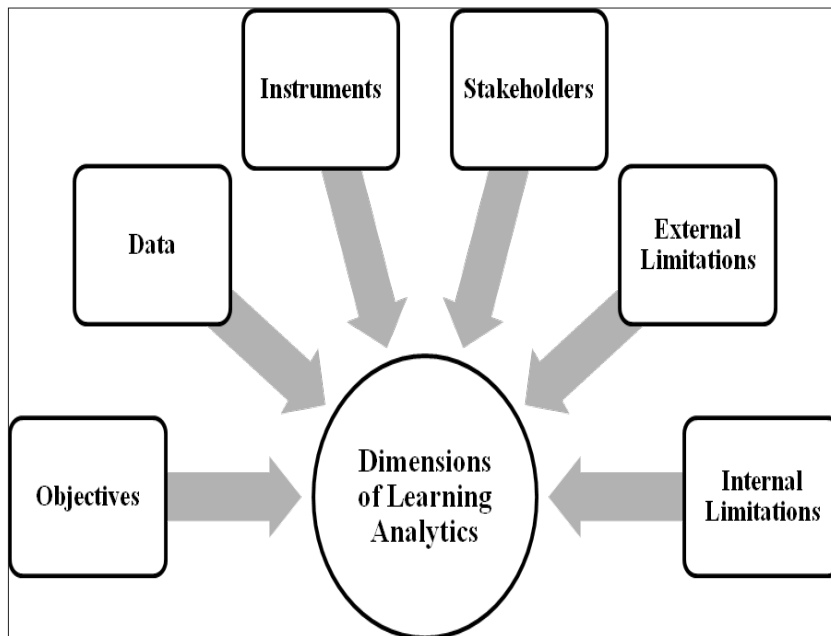 Instruments
Stakeholders
Data
External
Limitations
Objectives
Dimensions
of Learning
Analytics
Internal
Limitations